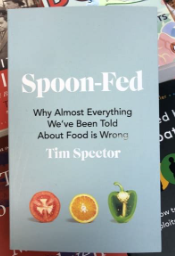 Spoon-Fed
Why Almost Everything
We've Been Told
About Food is Wrong
Tim Spector